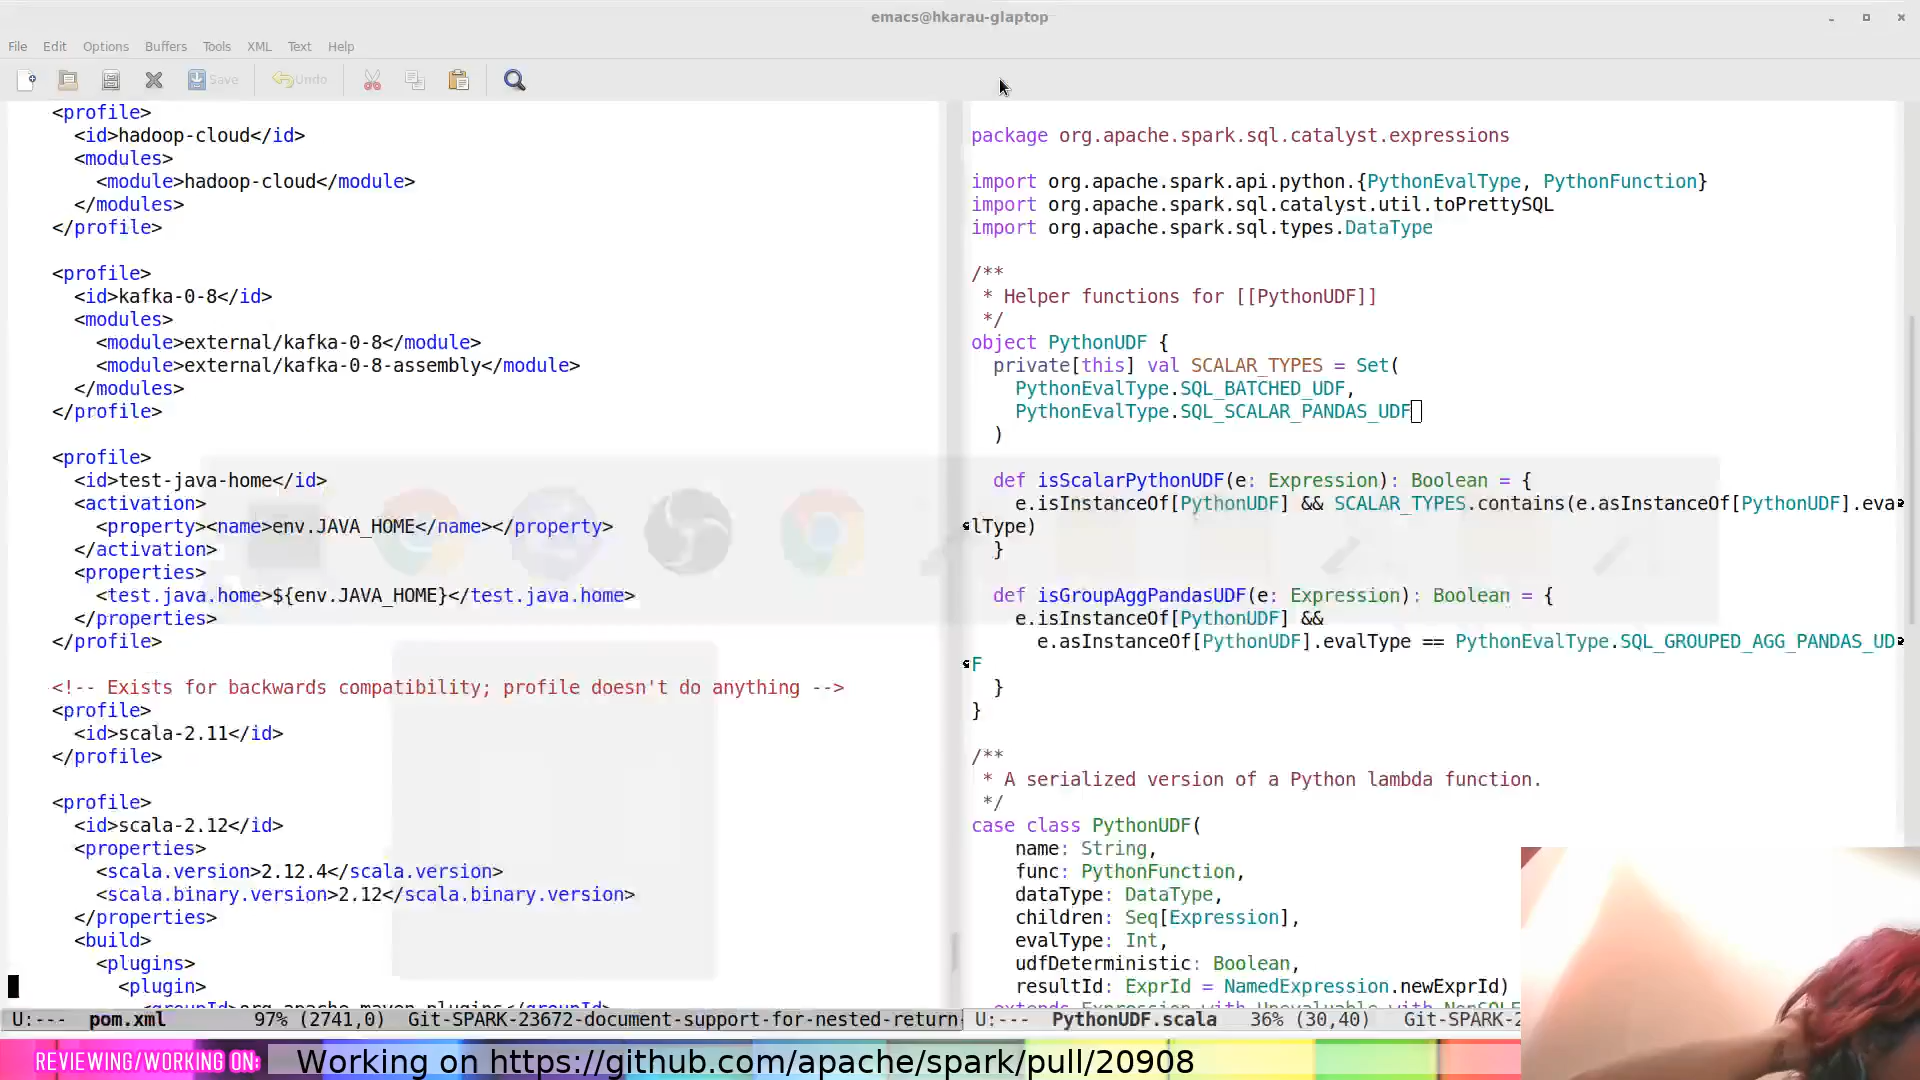 emacs@hkarau-glaptop
File Edit Options Buffers Tools XML Text Help
Save Undo
<profile>
<id>hadoop-cloud</id>
<modules>
<module>hadoop-cloud</module>
</modules>
</profile>
<profile>
<id>kafka-0-8</id>
<modules>
<module>external/kafka-0-8</module>
<module>external/kafka-0-8-assembly</module>
</modules>
</profile>
<profile>
<id>test-java-home</id>
<activation>
<property><name>env.JAVA_HOME</name></property>
</activation>
<properties>
<test.java.home>${env.JAVA_HOME}</test.java.home>
</properties>
</profile>
<!-- Exists for backwards compatibility; profile doesn't do anything -->
<profile>
<id>scala-2.11</id>
</profile>
<profile>
<id>scala-2.12</id>
<properties>
<scala.version>2.12.4</scala.version>
<scala.binary.version>2.12</scala.binary.version>
</properties>
<build>
<plugins>
<plugin>
<groupId>org.apache.maven.plugins</groupId>
U:--- pom.xml 97% (2741,0) Git-SPARK-23672-document-support-for-nested-return-
package org.apache.spark.sql.catalyst.expressions
import org.apache.spark.api.python.{PythonEvalType, PythonFunction}
import org.apache.spark.sql.catalyst.util.toPrettySQL
import org.apache.spark.sql.types.DataType
/**
* Helper functions for [[PythonUDF]]
*/
object PythonUDF {
private[this] val SCALAR_TYPES = Set(
PythonEvalType.SQL_BATCHED_UDF,
PythonEvalType.SQL_SCALAR_PANDAS_UDF
)
def isScalarPythonUDF(e: Expression): Boolean = {
e.isInstanceOf[PythonUDF] && SCALAR_TYPES.contains(e.asInstanceOf[PythonUDF].eva
lType)
}
def isGroupAggPandasUDF(e: Expression): Boolean = {
e.isInstanceOf[PythonUDF] &&
e.asInstanceOf[PythonUDF].evalType == PythonEvalType.SQL_GROUPED_AGG_PANDAS_UD
F
}
}
/**
* A serialized version of a Python lambda function.
*/
case class PythonUDF(
name: String,
func: PythonFunction,
dataType: DataType,
children: Seq[Expression],
evalType: Int,
udfDeterministic: Boolean,
resultId: ExprId = NamedExpression.newExprId)
extends Expression with Unevaluable with NonSQLE
U:--- PythonUDF.scala 36% (30,40) Git-SPARK-2
REVIEWING/WORKING ON: Working on https://github.com/apache/spark/pull/20908